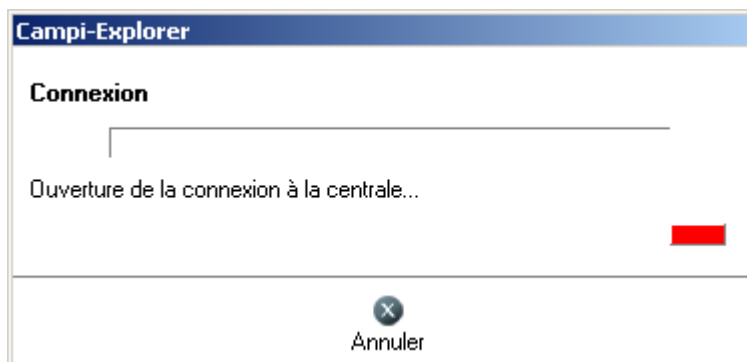 Campi-Explorer
Connexion
Ouverture de la connexion à la centrale...
Annuler